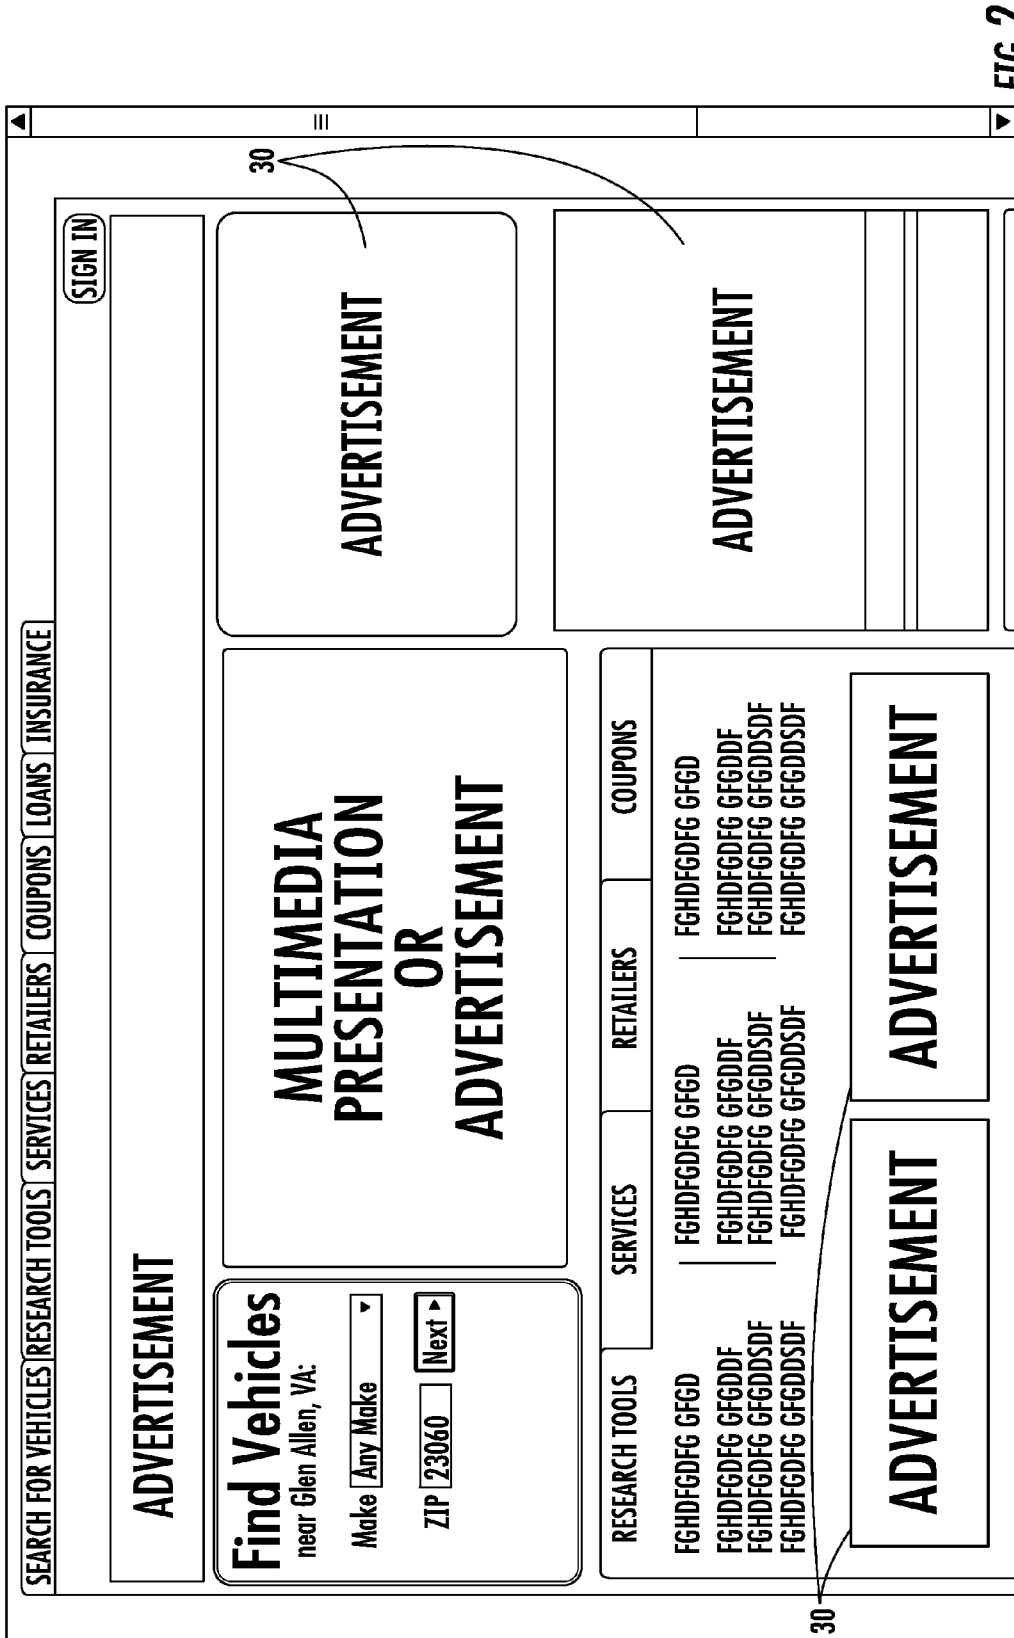 SEARCH FOR VEHICLES RESEARCH TOOLS SERVICES RETAILERS COUPONS LOANS INSURANCE
SIGN IN
ADVERTISEMENT
Find Vehicles
near Glen Allen, VA:
Make Any Make
ZIP 23060 Next
MULTIMEDIA
PRESENTATION
OR
ADVERTISEMENT
ADVERTISEMENT
30
ADVERTISEMENT
RESEARCH TOOLS SERVICES RETAILERS COUPONS
FGHDFGDFG GFGD
FGHDFGDFG GFGDDF
FGHDFGDFG GFGDDSDF
FGHDFGDFG GFGDDSDF
FGHDFGDFG GFGD
FGHDFGDFG GFGDDF
FGHDFGDFG GFGDDSDF
FGHDFGDFG GFGDDSDF
FGHDFGDFG GFGD
FGHDFGDFG GFGDDF
FGHDFGDFG GFGDDSDF
FGHDFGDFG GFGDDSDF
30
ADVERTISEMENT
ADVERTISEMENT
FIG. 2